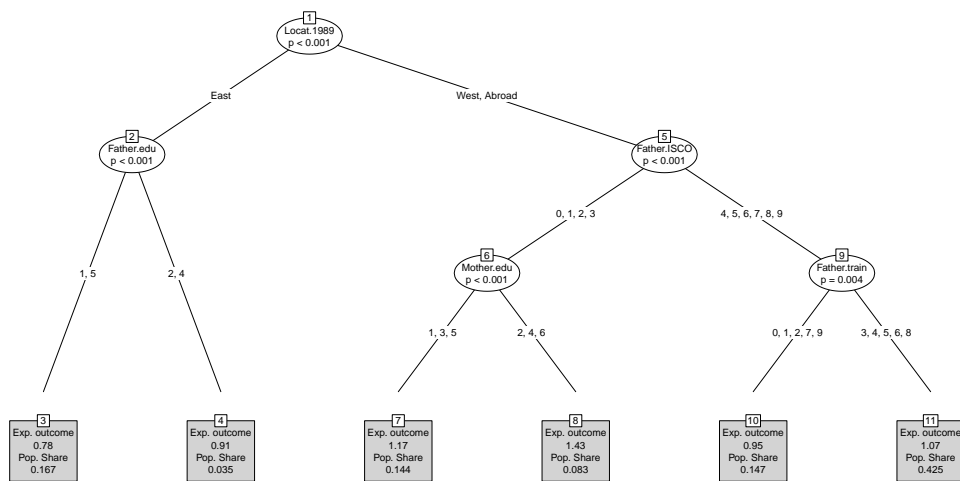 1
Locat.1989
p < 0.001
East
West, Abroad
2
Father.edu
p < 0.001
5
Father.ISCO
p < 0.001
0, 1, 2, 3
4, 5, 6, 7, 8, 9
6
Mother.edu
p < 0.001
9
Father.train
p = 0.004
1, 5
2, 4
1, 3, 5
2, 4, 6
0, 1, 2, 7, 9
3, 4, 5, 6, 8
3
Exp. outcome
0.78
Pop. Share
0.167
4
Exp. outcome
0.91
Pop. Share
0.035
7
Exp. outcome
1.17
Pop. Share
0.144
8
Exp. outcome
1.43
Pop. Share
0.083
10
Exp. outcome
0.95
Pop. Share
0.147
11
Exp. outcome
1.07
Pop. Share
0.425